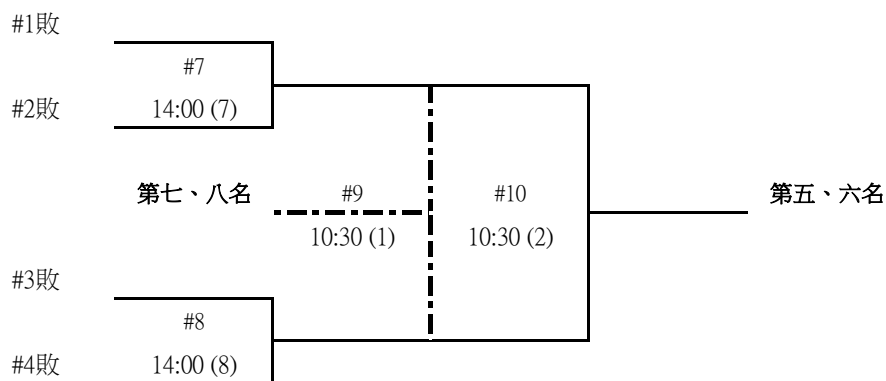 #1敗
#7
#2敗 14:00 (7)
第七、八名 #9 #10 第五、六名
10:30 (1) 10:30 (2)
#3敗
#8
#4敗 14:00 (8)